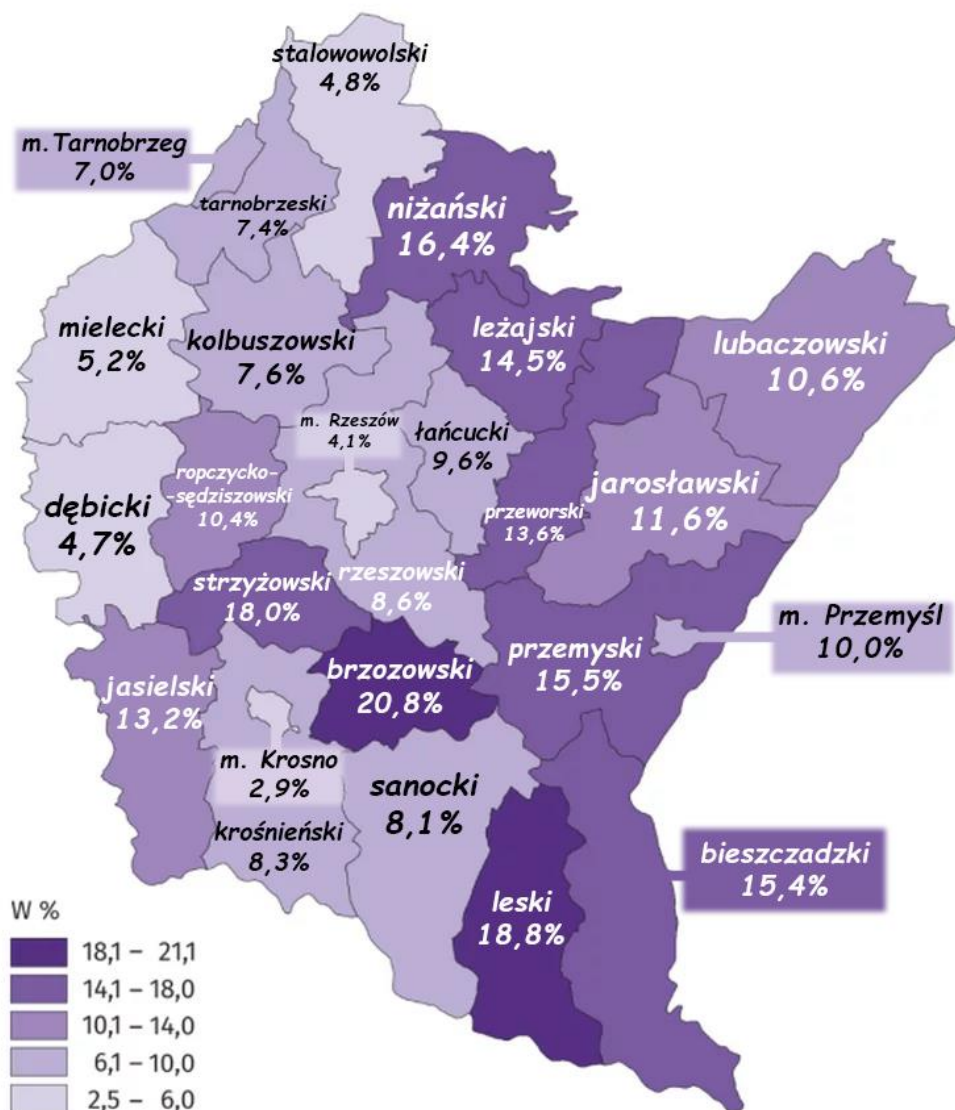 stalowowolski
4,8%
m.Tarnobrzeg
7,0%
tarnobrzeski
7,4%
niżański
16,4%
mielecki
5,2%
kolbuszowski
7,6%
leżajski
14,5%
lubaczowski
10,6%
m. Rzeszów
4,1%
łańcucki
9,6%
dębicki
4,7%
ropczycko-
-sędziszowski
10,4%
przeworski
13,6%
jarosławski
11,6%
strzyżowski
18,0%
rzeszowski
8,6%
m. Przemyśl
10,0%
przemyski
15,5%
jasielski
13,2%
brzozowski
20,8%
m. Krosno
2,9%
sanocki
8,1%
krośnieński
8,3%
bieszczadzki
15,4%
leski
18,8%
W %
18,1 – 21,1
14,1 – 18,0
10,1 – 14,0
6,1 – 10,0
2,5 – 6,0